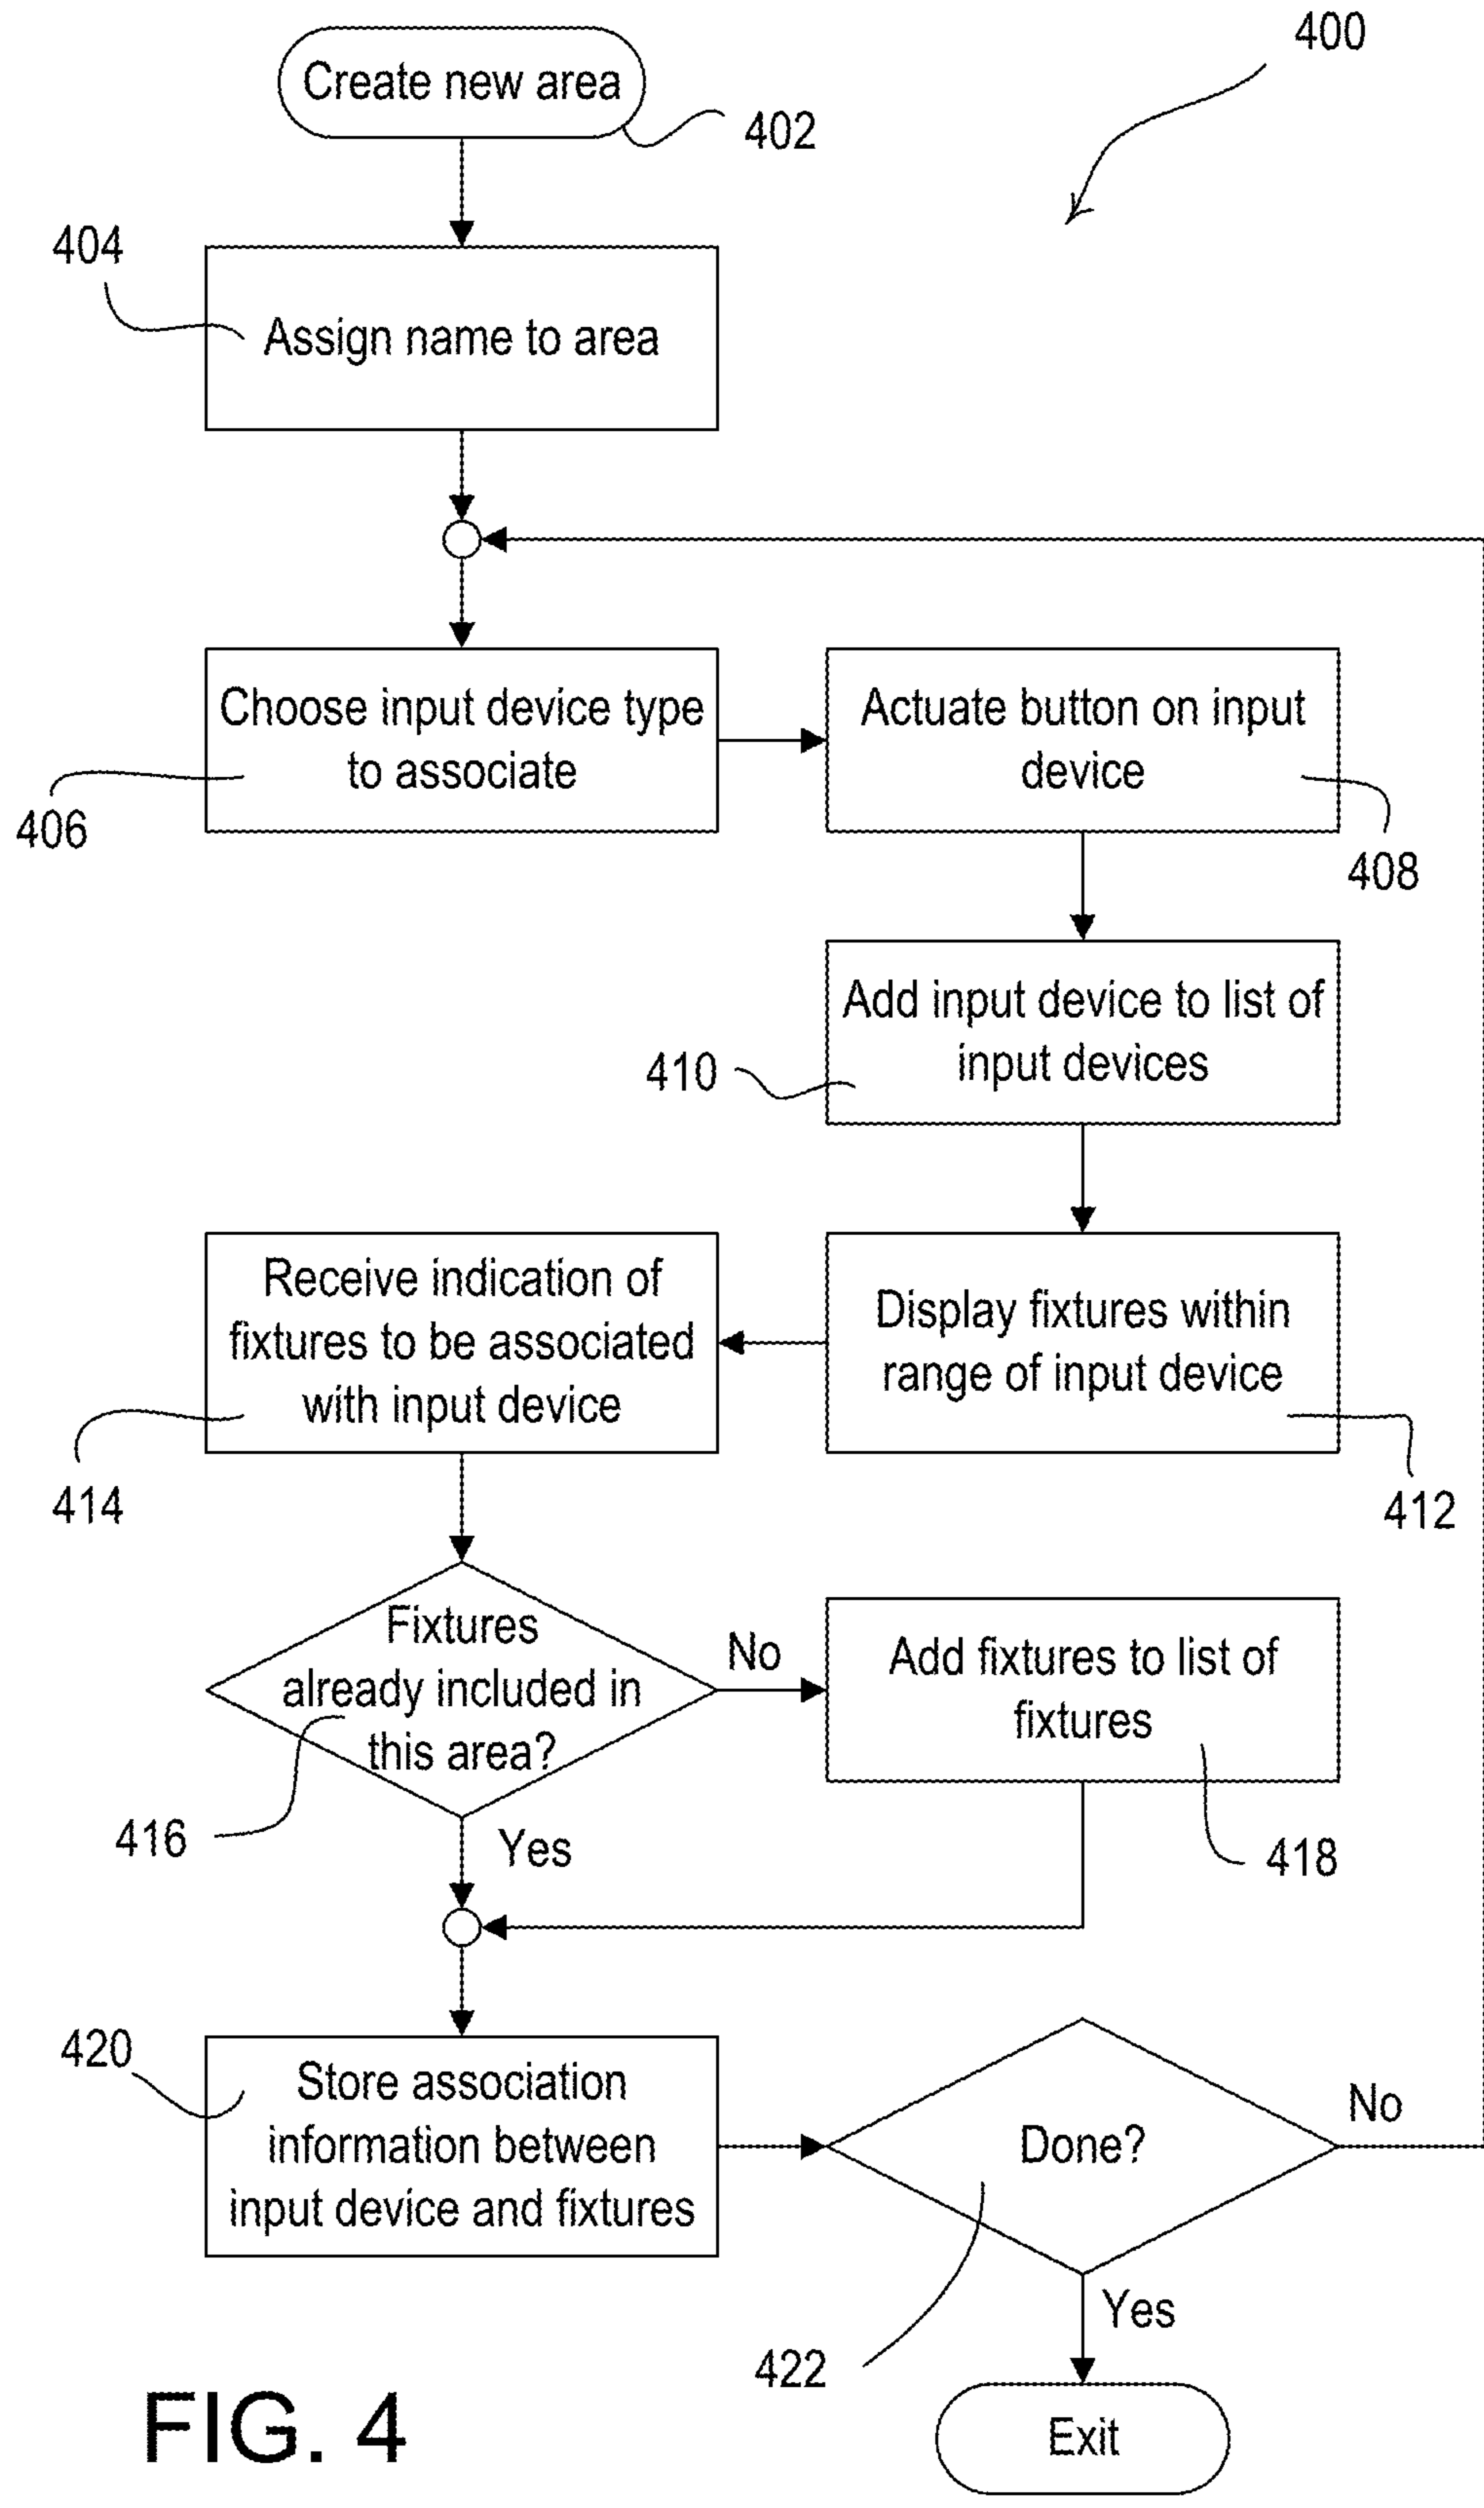 400
Create new area
402
404
Assign name to area
Choose input device type
to associate
406
Actuate button on input
device
408
Add input device to list of
input devices
410
Receive indication of
fixtures to be associated
with input device
414
Display fixtures within
range of input device
412
Fixtures
already included in
this area?
416
No
Yes
Add fixtures to list of
fixtures
418
420
Store association
information between
input device and fixtures
Done?
No
422
Yes
Exit
FIG. 4